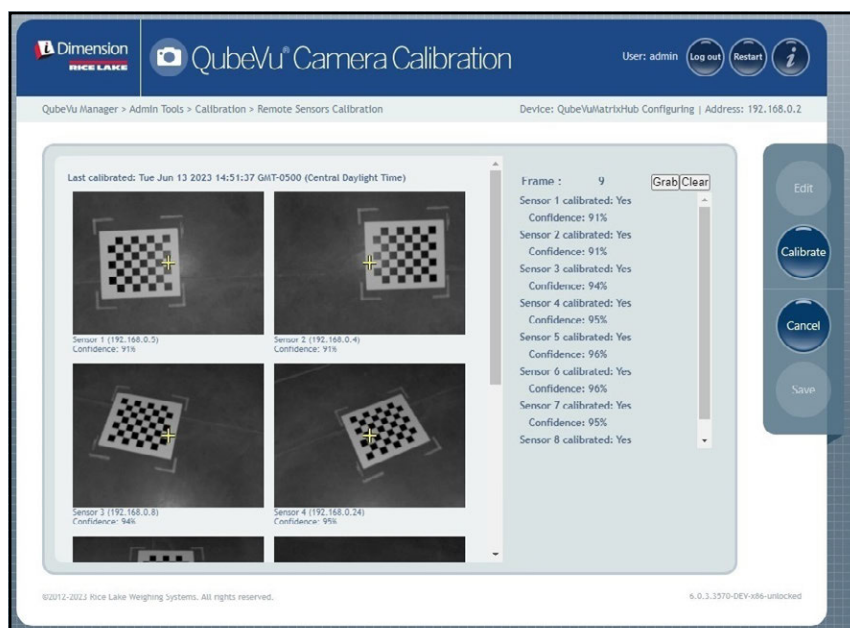 iDimension
RICE LAKE
QubeVu® Camera Calibration
User: admin
Log out
Restart
i
QubeVu Manager > Admin Tools > Calibration > Remote Sensors Calibration
Device: QubeVuMatrixHub Configuring | Address: 192.168.0.2
Last calibrated: Tue Jun 13 2023 14:51:37 GMT-0500 (Central Daylight Time)
Sensor 1 (192.168.0.5)
Confidence: 91%
Sensor 2 (192.168.0.4)
Confidence: 91%
Sensor 3 (192.168.0.8)
Confidence: 94%
Sensor 4 (192.168.0.24)
Confidence: 95%
Frame : 9
Grab
Clear
Sensor 1 calibrated: Yes
Confidence: 91%
Sensor 2 calibrated: Yes
Confidence: 91%
Sensor 3 calibrated: Yes
Confidence: 94%
Sensor 4 calibrated: Yes
Confidence: 95%
Sensor 5 calibrated: Yes
Confidence: 96%
Sensor 6 calibrated: Yes
Confidence: 96%
Sensor 7 calibrated: Yes
Confidence: 95%
Sensor 8 calibrated: Yes
Edit
Calibrate
Cancel
Save
©2012-2023 Rice Lake Weighing Systems. All rights reserved.
6.0.3.3570-DEV-x86-unlocked